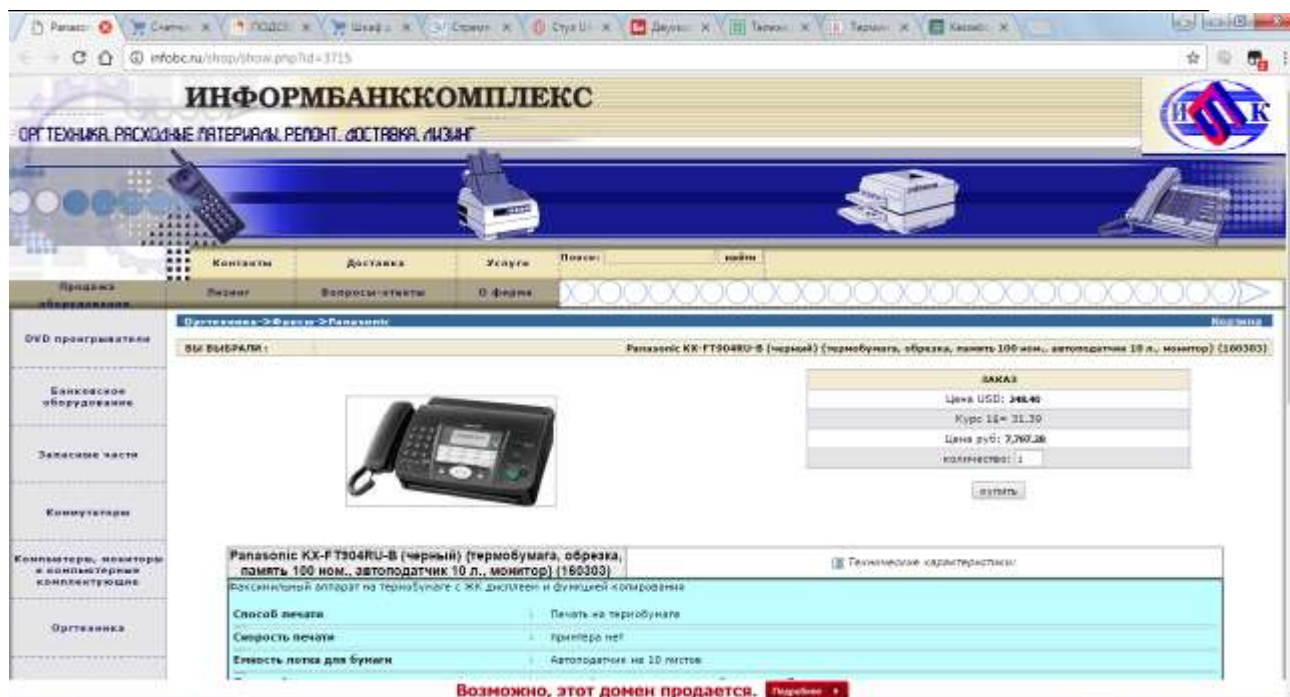 infobc.ru/shop/show.php?id=3715
ИНФОРМБАНККОМПЛЕКС
ОРГТЕХНИКА, РАСХОДНЫЕ МАТЕРИАЛЫ, РЕМОНТ, ДОСТАВКА, ЛИЗИНГ
Контакты Доставка Услуги Поиск: найти
Продажа оборудования
Лизинг Вопросы-ответы О фирме
Оргтехника->Факсы->Panasonic Корзина
ВЫ ВЫБРАЛИ: Panasonic KX-FT904RU-B (черный) (термобумага, обрезка, память 100 ном., автоподатчик 10 л., монитор) (160303)
DVD проигрыватели
Банковское оборудование
Запасные части
Коммутаторы
Компьютеры, мониторы и компьютерные комплектующие
Оргтехника
ЗАКАЗ
Цена USD:
Курс 1$= 31.39
Цена руб:
количество: 1
купить
Panasonic KX-FT904RU-B (черный) (термобумага, обрезка,
память 100 ном., автоподатчик 10 л., монитор) (160303)
Технические характеристики
Факсимильный аппарат на термобумаге с ЖК дисплеем и функцией копирования
Способ печати : Печать на термобумаге
Скорость печати : принтера нет
Емкость лотка для бумаги : Автоподатчик на 10 листов
Возможно, этот домен продается. Подробнее